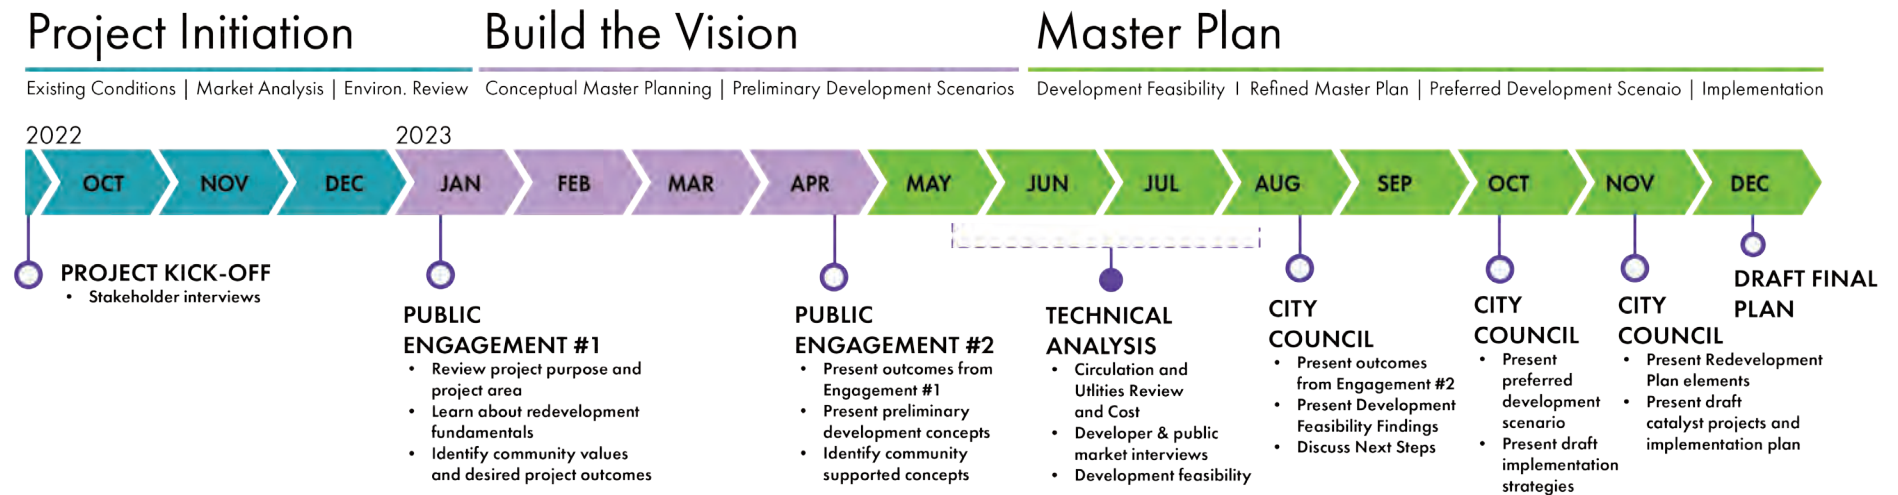 Project Initiation
Existing Conditions | Market Analysis | Environ. Review
Build the Vision
Conceptual Master Planning | Preliminary Development Scenarios
Master Plan
Development Feasibility I Refined Master Plan | Preferred Development Scenaio | Implementation
2022
2023
OCT
NOV
DEC
JAN
FEB
MAR
APR
MAY
JUN
JUL
AUG
SEP
OCT
NOV
DEC
PROJECT KICK-OFF
• Stakeholder interviews
PUBLIC
ENGAGEMENT #1
• Review project purpose and
project area
• Learn about redevelopment
fundamentals
• Identify community values
and desired project outcomes
PUBLIC
ENGAGEMENT #2
• Present outcomes from
Engagement #1
• Present preliminary
development concepts
• Identify community
supported concepts
TECHNICAL
ANALYSIS
• Circulation and
Utlities Review
and Cost
• Developer & public
market interviews
• Development feasibility
CITY
COUNCIL
• Present outcomes
from Engagement #2
• Present Development
Feasibility Findings
• Discuss Next Steps
CITY
COUNCIL
• Present
preferred
development
scenario
• Present draft
implementation
strategies
CITY
COUNCIL
• Present Redevelopment
Plan elements
• Present draft
catalyst projects and
implementation plan
DRAFT FINAL
PLAN